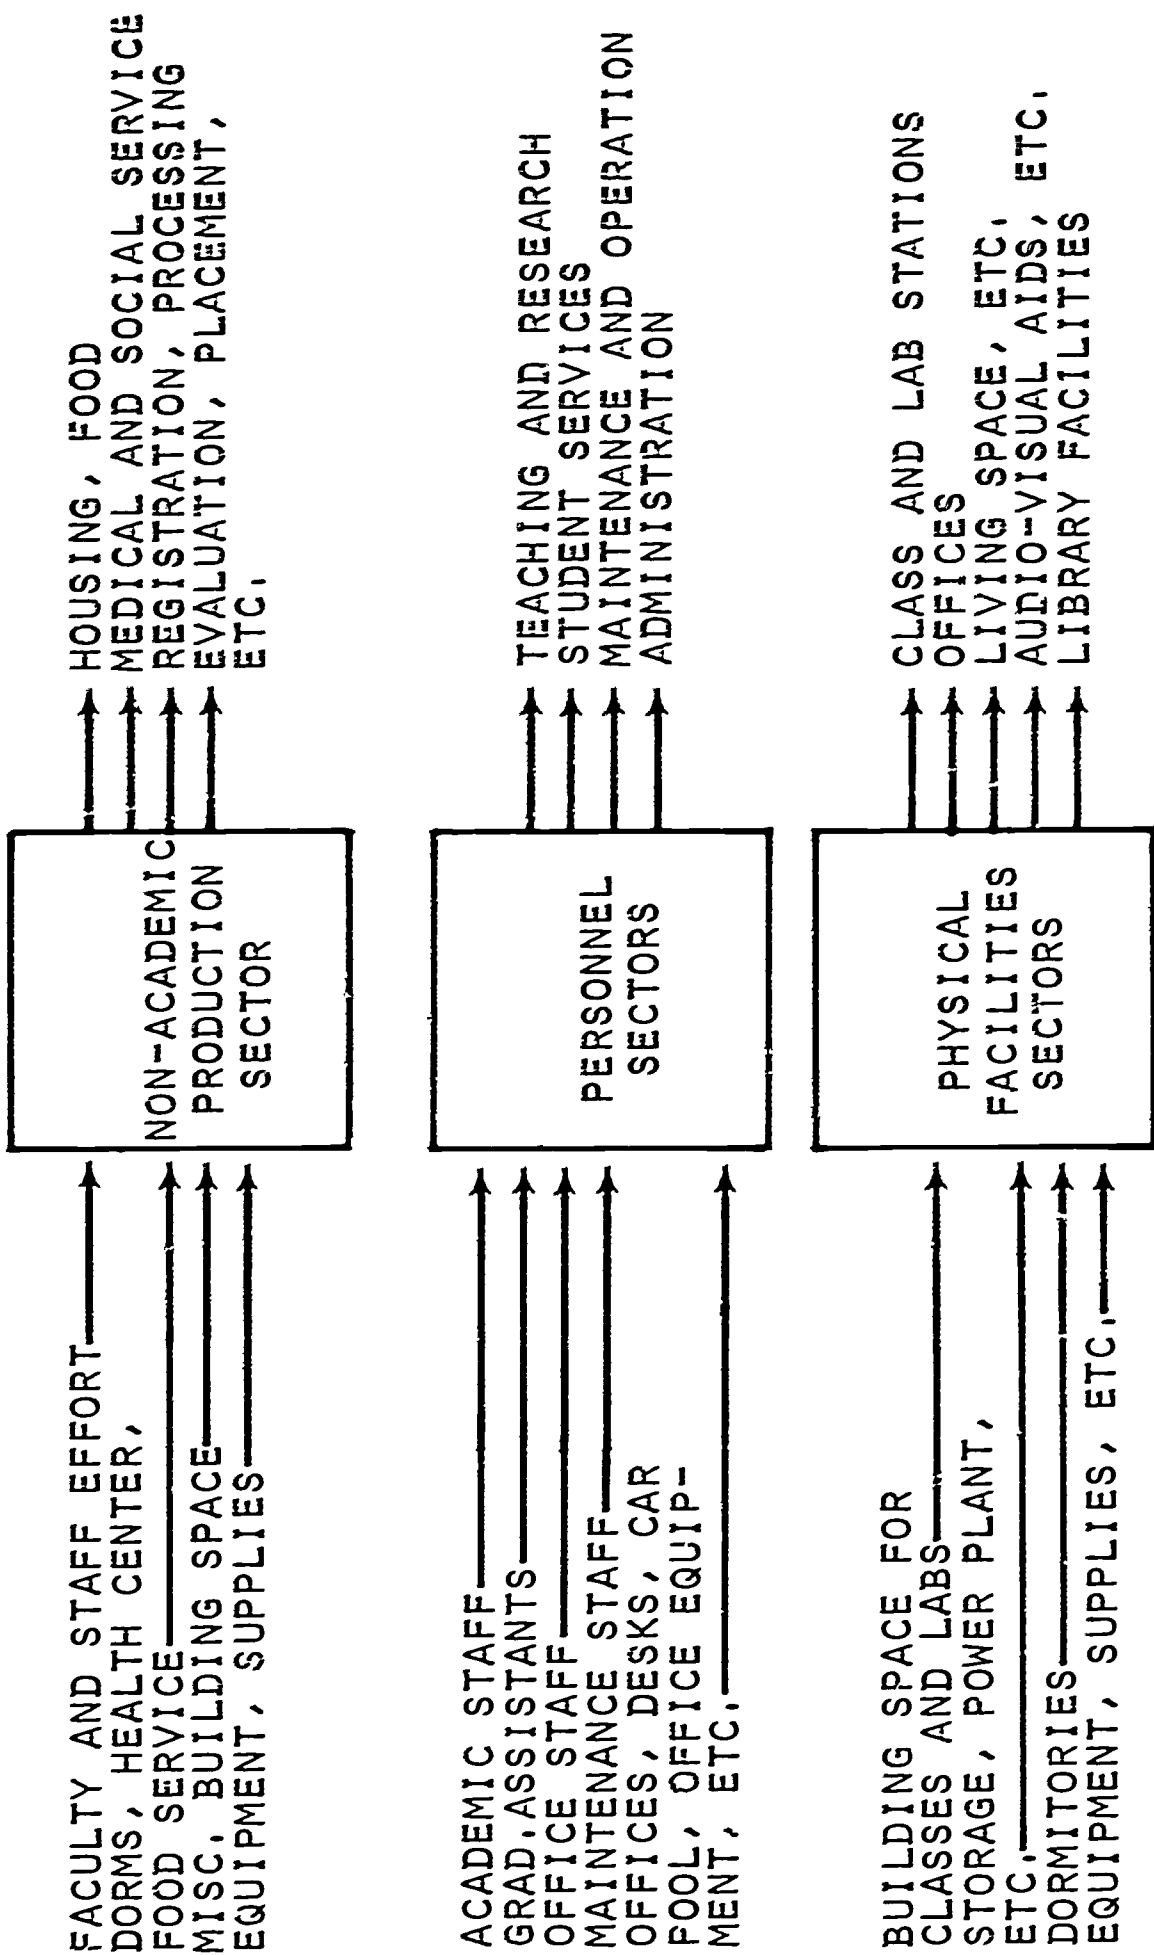 FACULTY AND STAFF EFFORT
DORMS, HEALTH CENTER,
FOOD SERVICE
MISC. BUILDING SPACE
EQUIPMENT, SUPPLIES
NON-ACADEMIC
PRODUCTION
SECTOR
HOUSING, FOOD
MEDICAL AND SOCIAL SERVICE
REGISTRATION, PROCESSING
EVALUATION, PLACEMENT,
ETC.
ACADEMIC STAFF
GRAD.ASSISTANTS
OFFICE STAFF
MAINTENANCE STAFF
OFFICES, DESKS, CAR
POOL, OFFICE EQUIP-
MENT, ETC.
PERSONNEL
SECTORS
TEACHING AND RESEARCH
STUDENT SERVICES
MAINTENANCE AND OPERATION
ADMINISTRATION
BUILDING SPACE FOR
CLASSES AND LABS
STORAGE, POWER PLANT,
ETC.
DORMITORIES
EQUIPMENT, SUPPLIES, ETC.
PHYSICAL
FACILITIES
SECTORS
CLASS AND LAB STATIONS
OFFICES
LIVING SPACE, ETC.
AUDIO-VISUAL AIDS, ETC.
LIBRARY FACILITIES